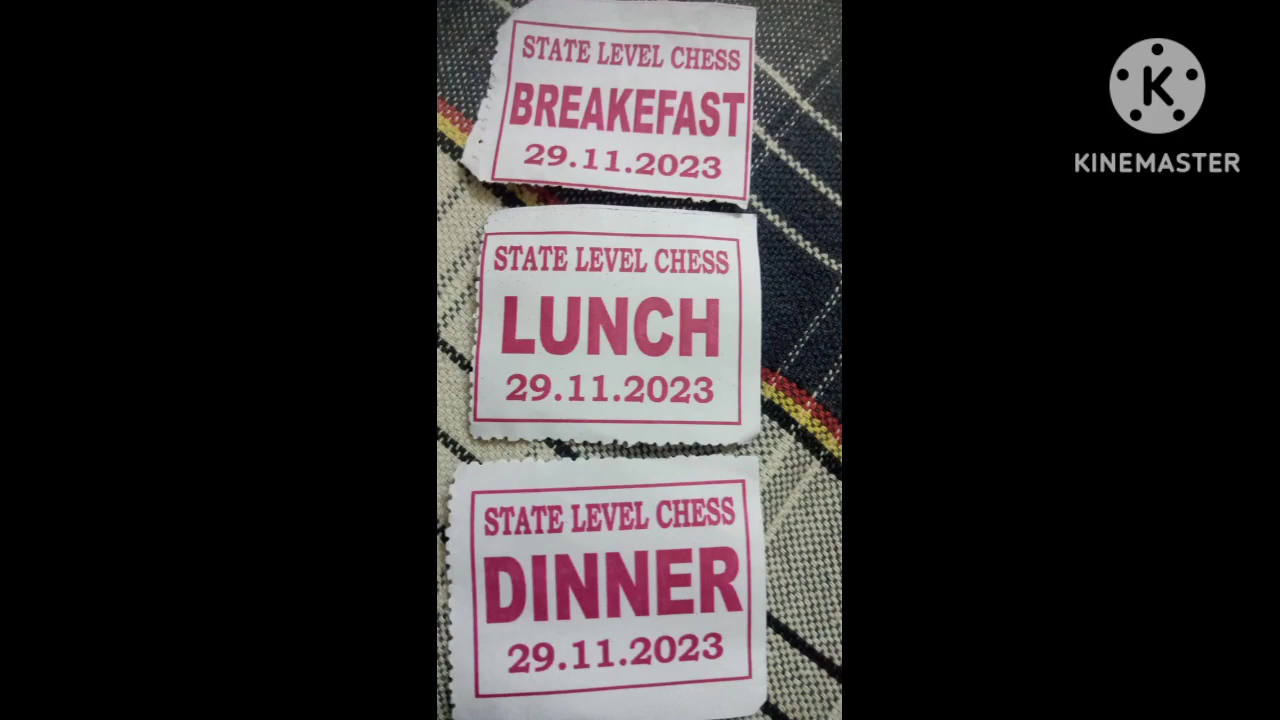 STATE LEVEL CHESS
BREAKEFAST
29.11.2023
STATE LEVEL CHESS
LUNCH
29.11.2023
STATE LEVEL CHESS
DINNER
29.11.2023
K
KINEMASTER